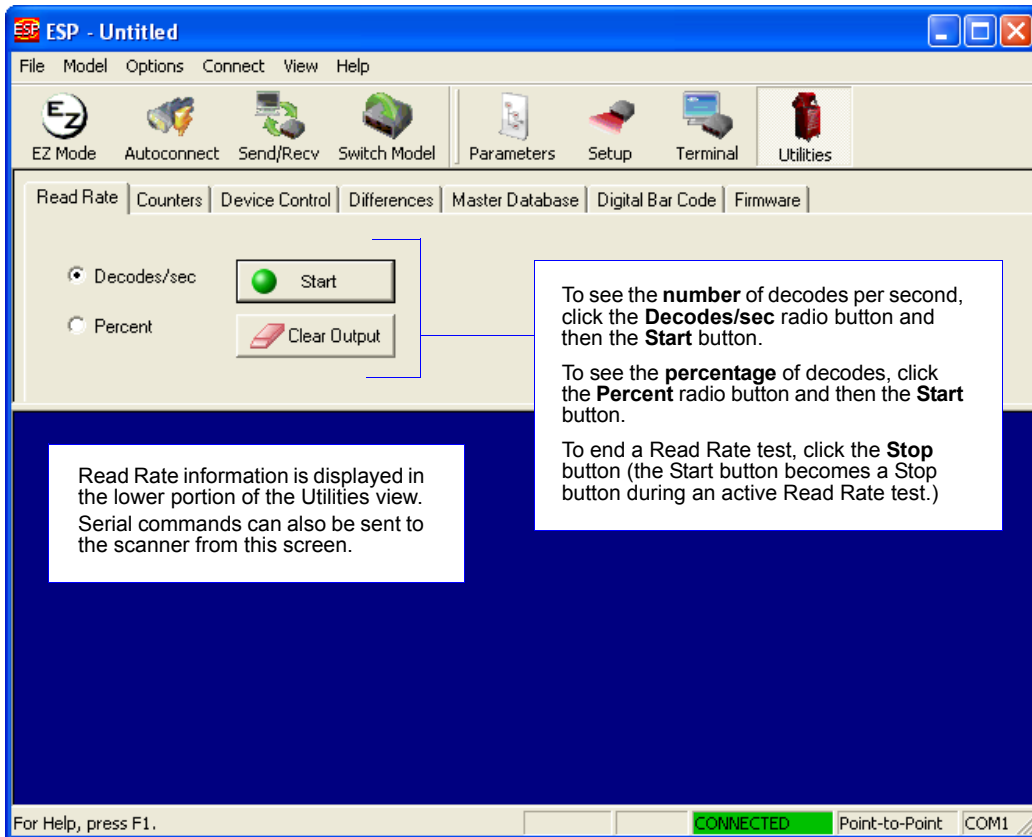 ESP ESP - Untitled
File Model Options Connect View Help
EZ
EZ Mode Autoconnect Send/Recv Switch Model Parameters Setup Terminal Utilities
Read Rate Counters Device Control Differences Master Database Digital Bar Code Firmware
Decodes/sec Start
Percent Clear Output
To see the number of decodes per second,
click the Decodes/sec radio button and
then the Start button.
To see the percentage of decodes, click
the Percent radio button and then the Start
button.
To end a Read Rate test, click the Stop
button (the Start button becomes a Stop
button during an active Read Rate test.)
Read Rate information is displayed in
the lower portion of the Utilities view.
Serial commands can also be sent to
the scanner from this screen.
For Help, press F1. CONNECTED Point-to-Point COM1